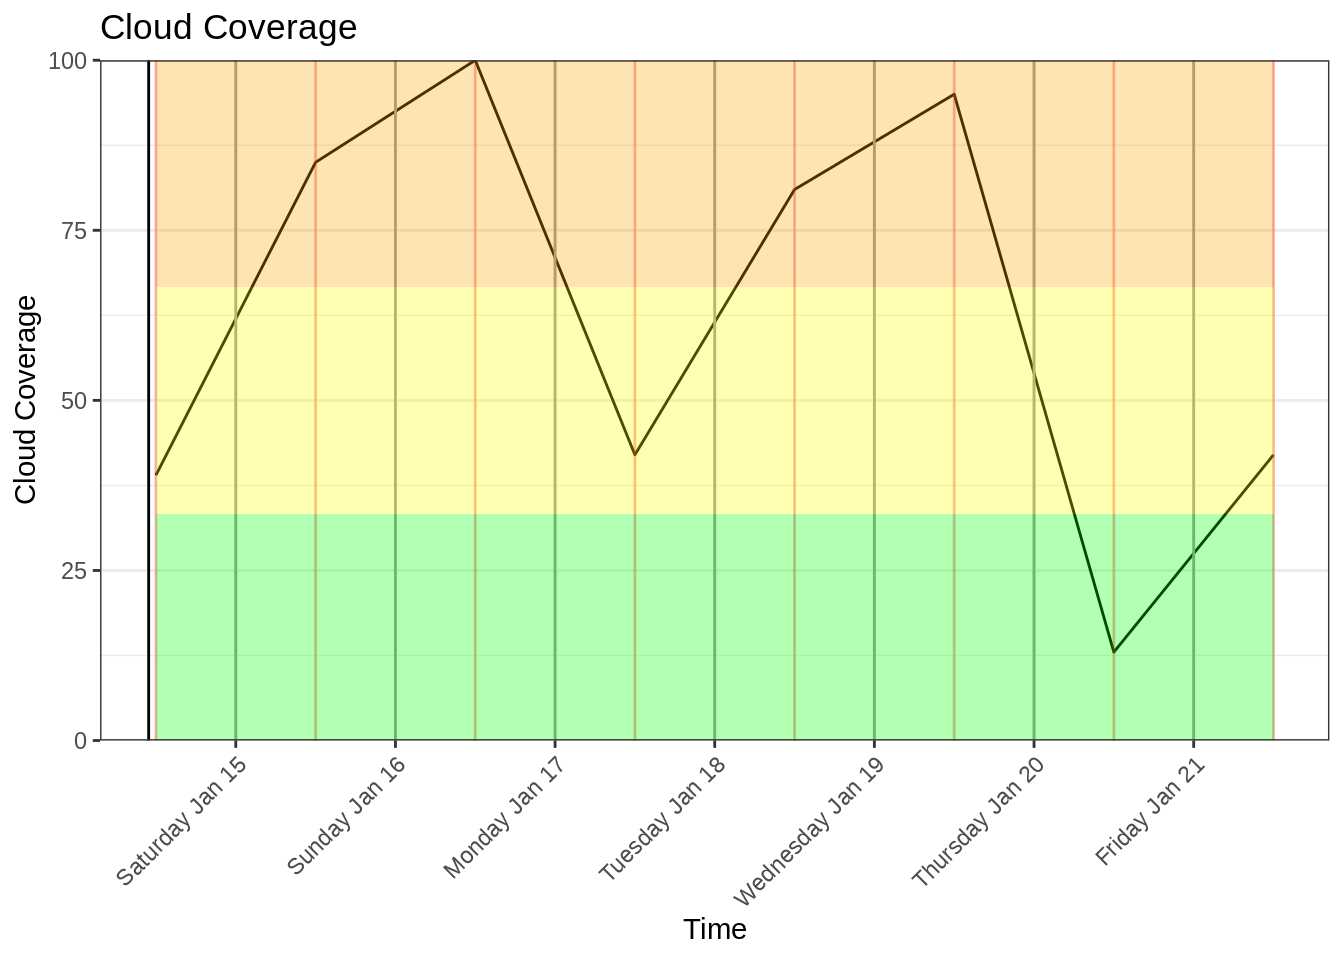 Cloud Coverage
Cloud Coverage
100
75
50
25
0
Saturday Jan 15
Sunday Jan 16
Monday Jan 17
Tuesday Jan 18
Wednesday Jan 19
Thursday Jan 20
Friday Jan 21
Time